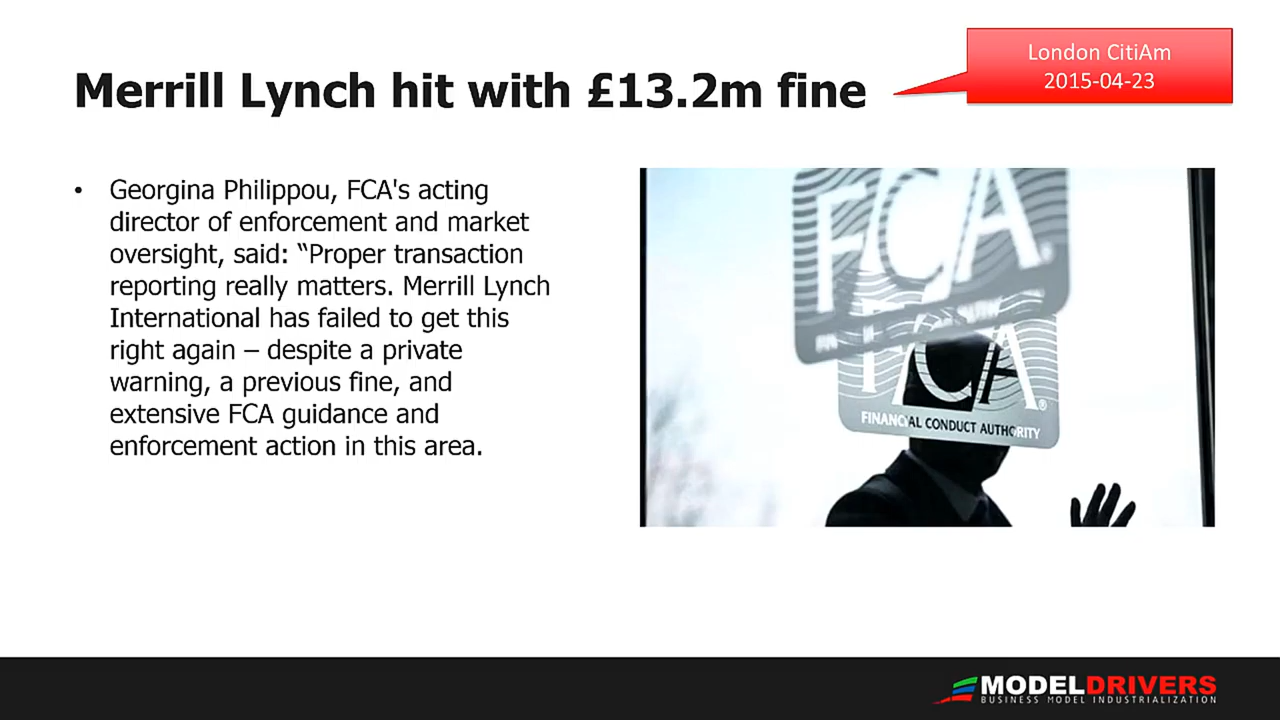 London CitiAm
2015-04-23
Merrill Lynch hit with £13.2m fine
• Georgina Philippou, FCA's acting
director of enforcement and market
oversight, said: “Proper transaction
reporting really matters. Merrill Lynch
International has failed to get this
right again – despite a private
warning, a previous fine, and
extensive FCA guidance and
enforcement action in this area.
FCA
FCA®
FINANCIAL CONDUCT AUTHORITY
MODELDRIVERS
BUSINESS MODEL INDUSTRIALIZATION